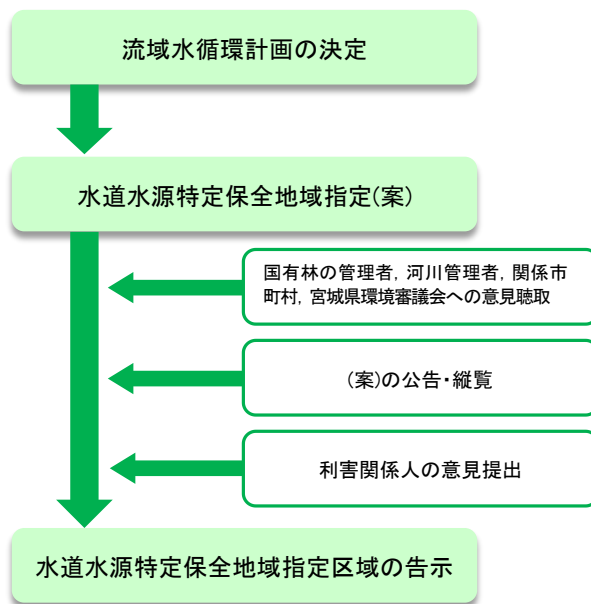 流域水循環計画の決定
水道水源特定保全地域指定(案)
国有林の管理者, 河川管理者, 関係市
町村, 宮城県環境審議会への意見聴取
(案)の公告・縦覧
利害関係人の意見提出
水道水源特定保全地域指定区域の告示